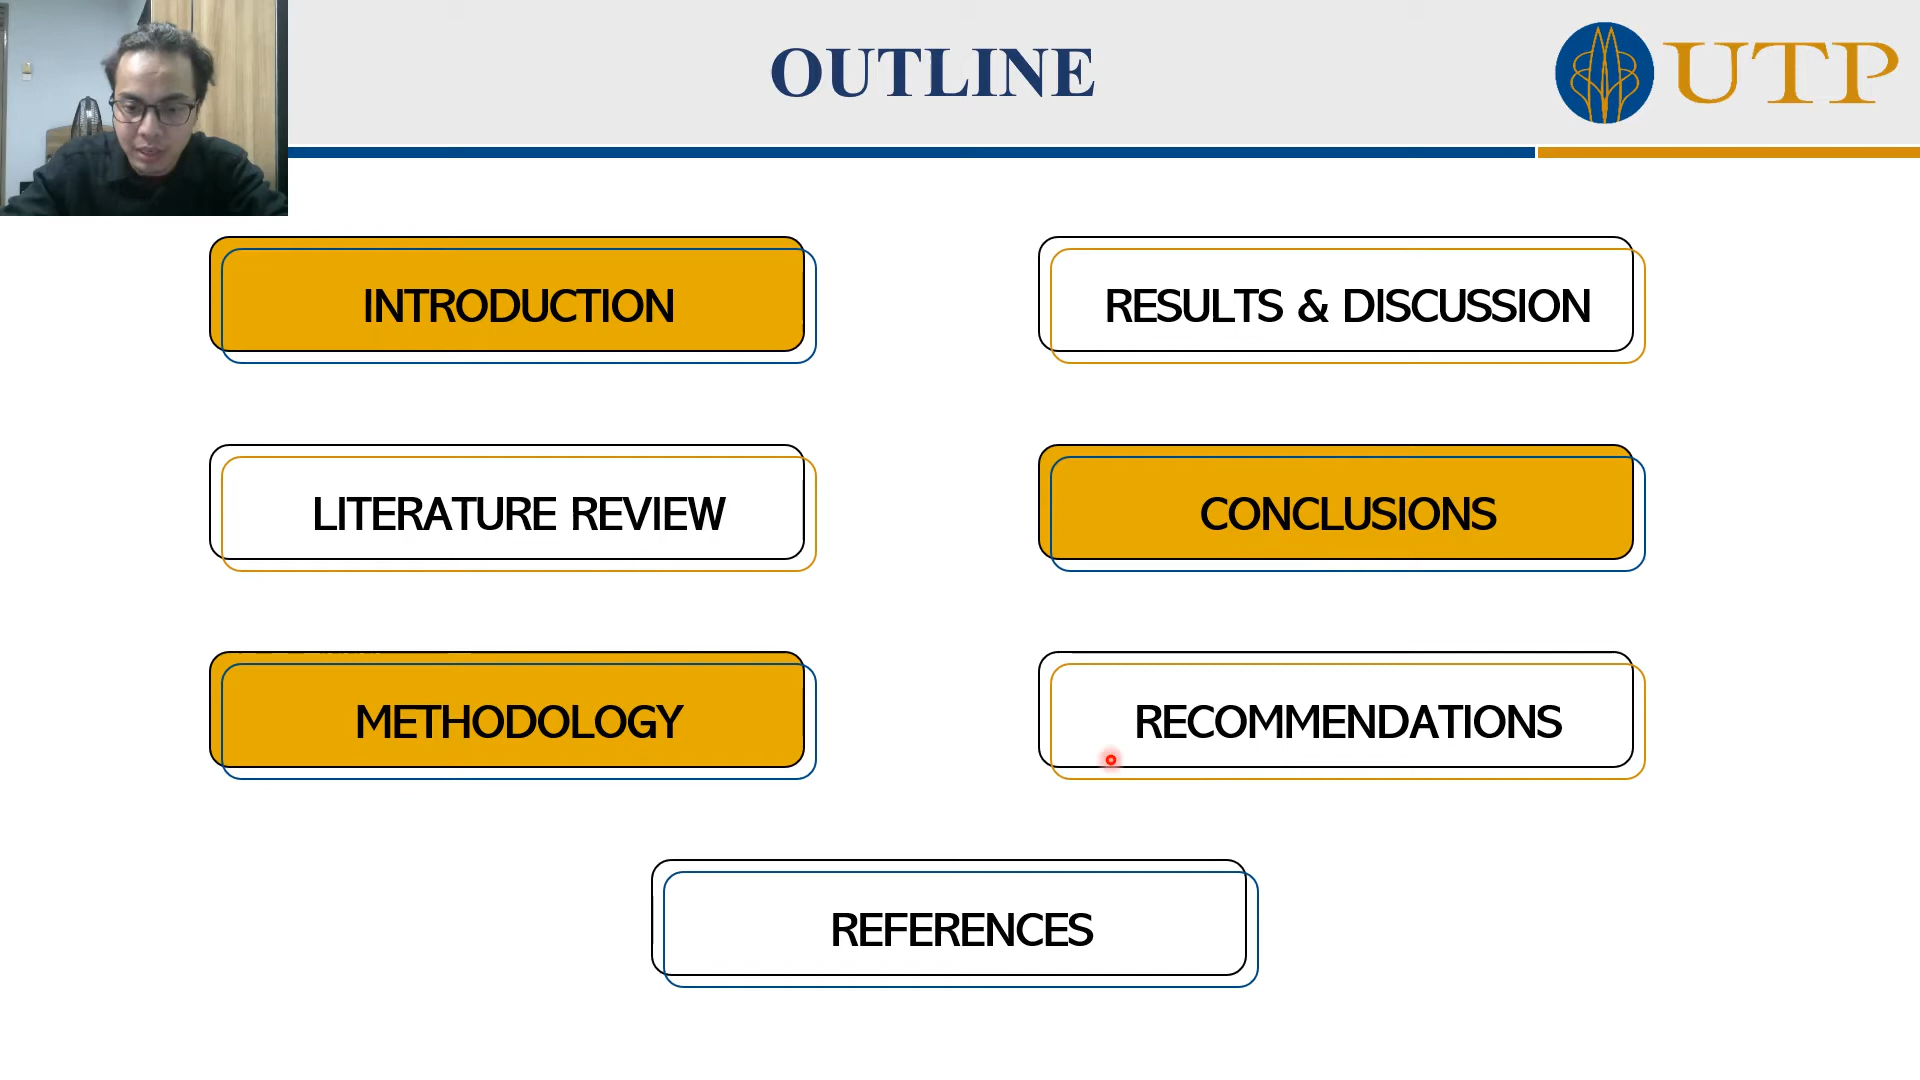 OUTLINE
UTP
INTRODUCTION
LITERATURE REVIEW
METHODOLOGY
RESULTS & DISCUSSION
CONCLUSIONS
RECOMMENDATIONS
REFERENCES